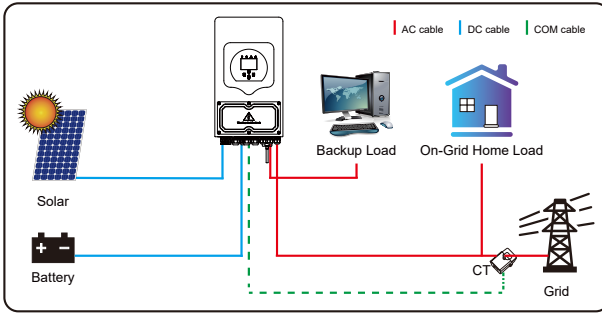 AC cable
DC cable
COM cable
Backup Load
On-Grid Home Load
Solar
Battery
CT
Grid